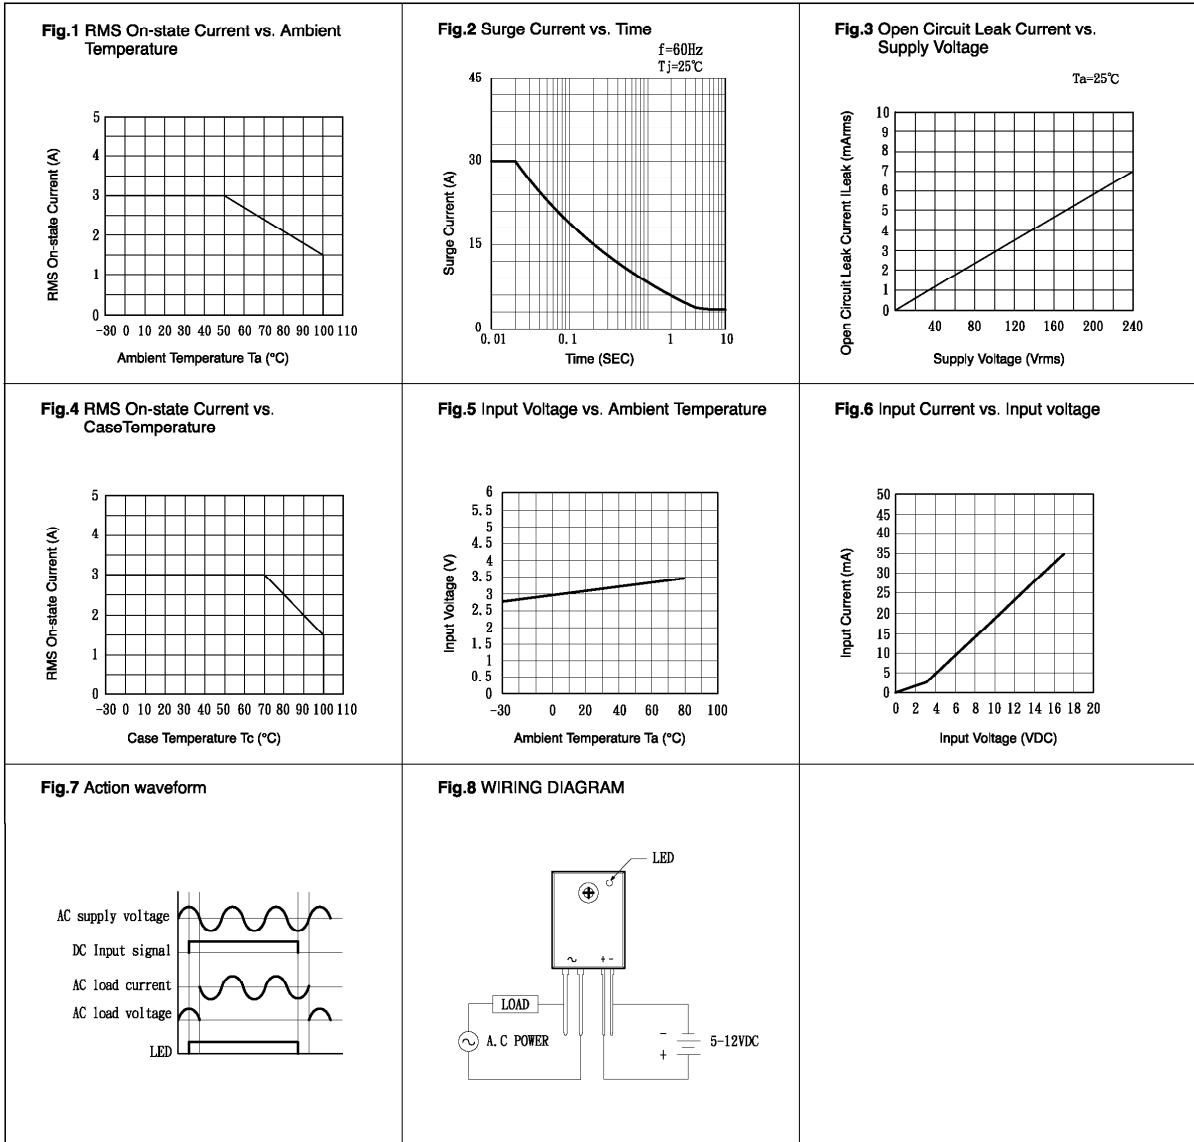 Fig.1 RMS On-state Current vs. Ambient
Temperature
5
4
3
2
1
0
RMS On-state Current (A)
-30 0 10 20 30 40 50 60 70 80 90 100 110
Ambient Temperature Ta (°C)
Fig.2 Surge Current vs. Time
f=60Hz
Tj=25℃
45
30
15
0
Surge Current (A)
0.01 0.1 1 10
Time (SEC)
Fig.3 Open Circuit Leak Current vs.
Supply Voltage
Ta=25℃
10
9
8
7
6
5
4
3
2
1
0
Open Circuit Leak Current ILeak (mArms)
40 80 120 160 200 240
Supply Voltage (Vrms)
Fig.4 RMS On-state Current vs.
CaseTemperature
5
4
3
2
1
0
RMS On-state Current (A)
-30 0 10 20 30 40 50 60 70 80 90 100 110
Case Temperature Tc (°C)
Fig.5 Input Voltage vs. Ambient Temperature
6
5.5
5
4.5
4
3.5
3
2.5
2
1.5
1
0.5
0
Input Voltage (V)
-30 0 20 40 60 80 100
Ambient Temperature Ta (°C)
Fig.6 Input Current vs. Input voltage
50
45
40
35
30
25
20
15
10
5
0
Input Current (mA)
0 2 4 6 8 10 12 14 16 18 20
Input Voltage (VDC)
Fig.7 Action waveform
AC supply voltage
DC Input signal
AC load current
AC load voltage
LED
Fig.8 WIRING DIAGRAM
LED
~ + -
LOAD
~ A.C POWER
-
+
5-12VDC